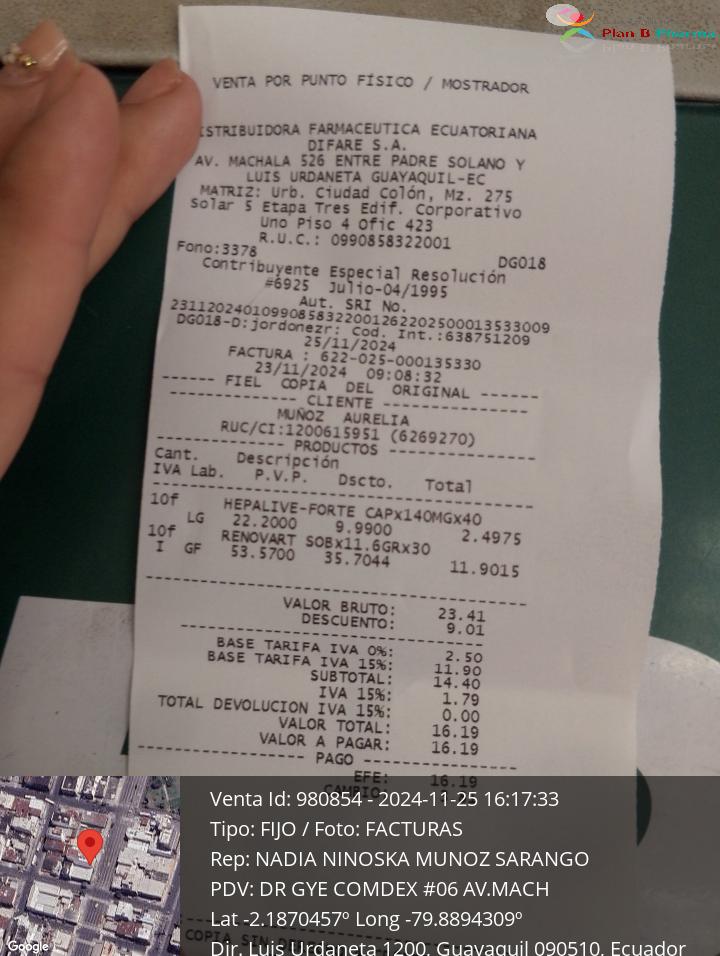 Plan B Pharma
VENTA POR PUNTO FÍSICO / MOSTRADOR
ISTRIBUIDORA FARMACEUTICA ECUATORIANA
DIFARE S.A.
AV. MACHALA 526 ENTRE PADRE SOLANO Y
LUIS URDANETA GUAYAQUIL-EC
MATRIZ: Urb. Ciudad Colón, Mz. 275
Solar 5 Etapa Tres Edif. Corporativo
Uno Piso 4 Ofic 423
R.U.C.: 0990858322001
Fono:3378 DG018
Contribuyente Especial Resolución
#6925 Julio-04/1995
Aut. SRI No.
2311202401099085832200126220250001353​3009
DG018-D:jordonezr: Cod. Int.:638751209
25/11/2024
FACTURA : 622-025-000135330
23/11/2024 09:08:32
------ FIEL COPIA DEL ORIGINAL ------
--------------- CLIENTE ---------------
MUÑOZ AURELIA
RUC/CI:1200615951 (6269270)
--------------- PRODUCTOS ---------------
Cant. Descripción
IVA Lab. P.V.P. Dscto. Total
10f HEPALIVE-FORTE CAPx140MGx40
LG 22.2000 9.9900 2.4975
10f RENOVART SOBx11.6GRx30
I GF 53.5700 35.7044 11.9015
VALOR BRUTO: 23.41
DESCUENTO: 9.01
BASE TARIFA IVA 0%: 2.50
BASE TARIFA IVA 15%: 11.90
SUBTOTAL: 14.40
IVA 15%: 1.79
TOTAL DEVOLUCION IVA 15%: 0.00
VALOR TOTAL: 16.19
VALOR A PAGAR: 16.19
----------------- PAGO -----------------
EFE: 16.19
CAMBIO:
Venta Id: 980854 - 2024-11-25 16:17:33
Tipo: FIJO / Foto: FACTURAS
Rep: NADIA NINOSKA MUNOZ SARANGO
PDV: DR GYE COMDEX #06 AV.MACH
Lat -2.1870457º Long -79.8894309º
COPIA SIN
Dir. Luis Urdaneta 1200, Guayaquil 090510, Ecuador
Google